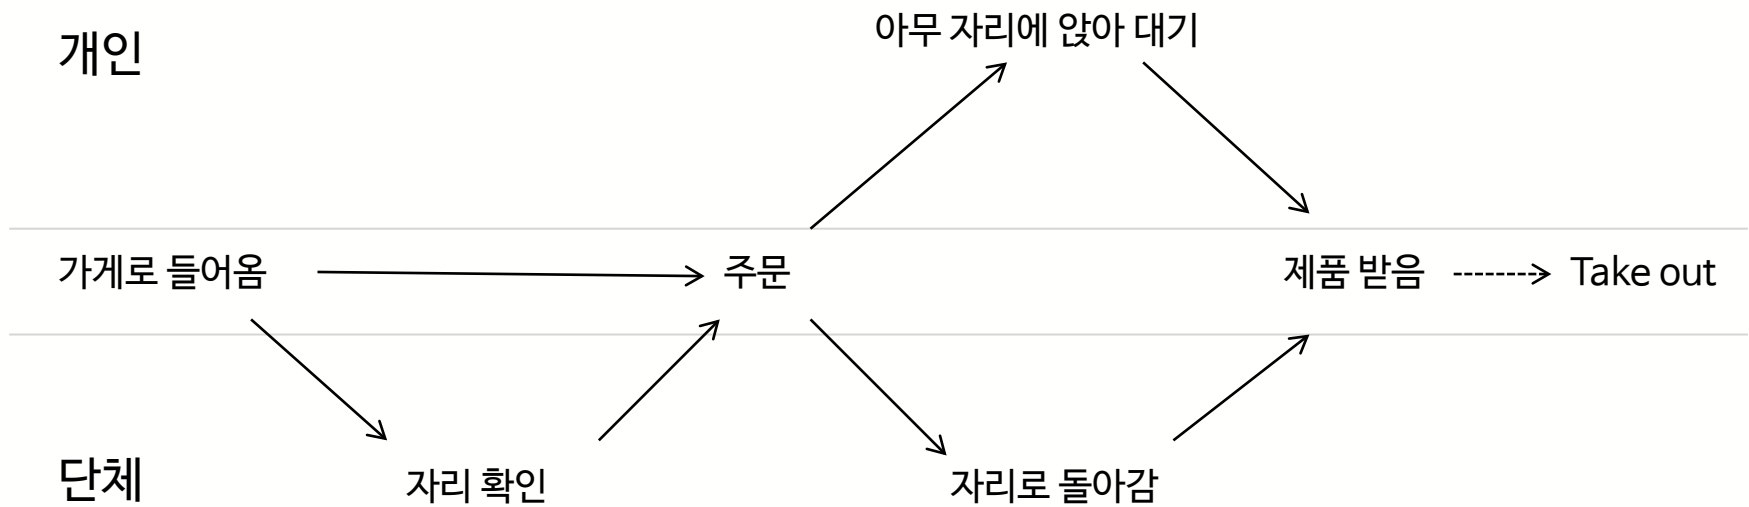 개인
아무 자리에 앉아 대기
가게로 들어옴
주문
제품 받음
Take out
단체
자리 확인
자리로 돌아감